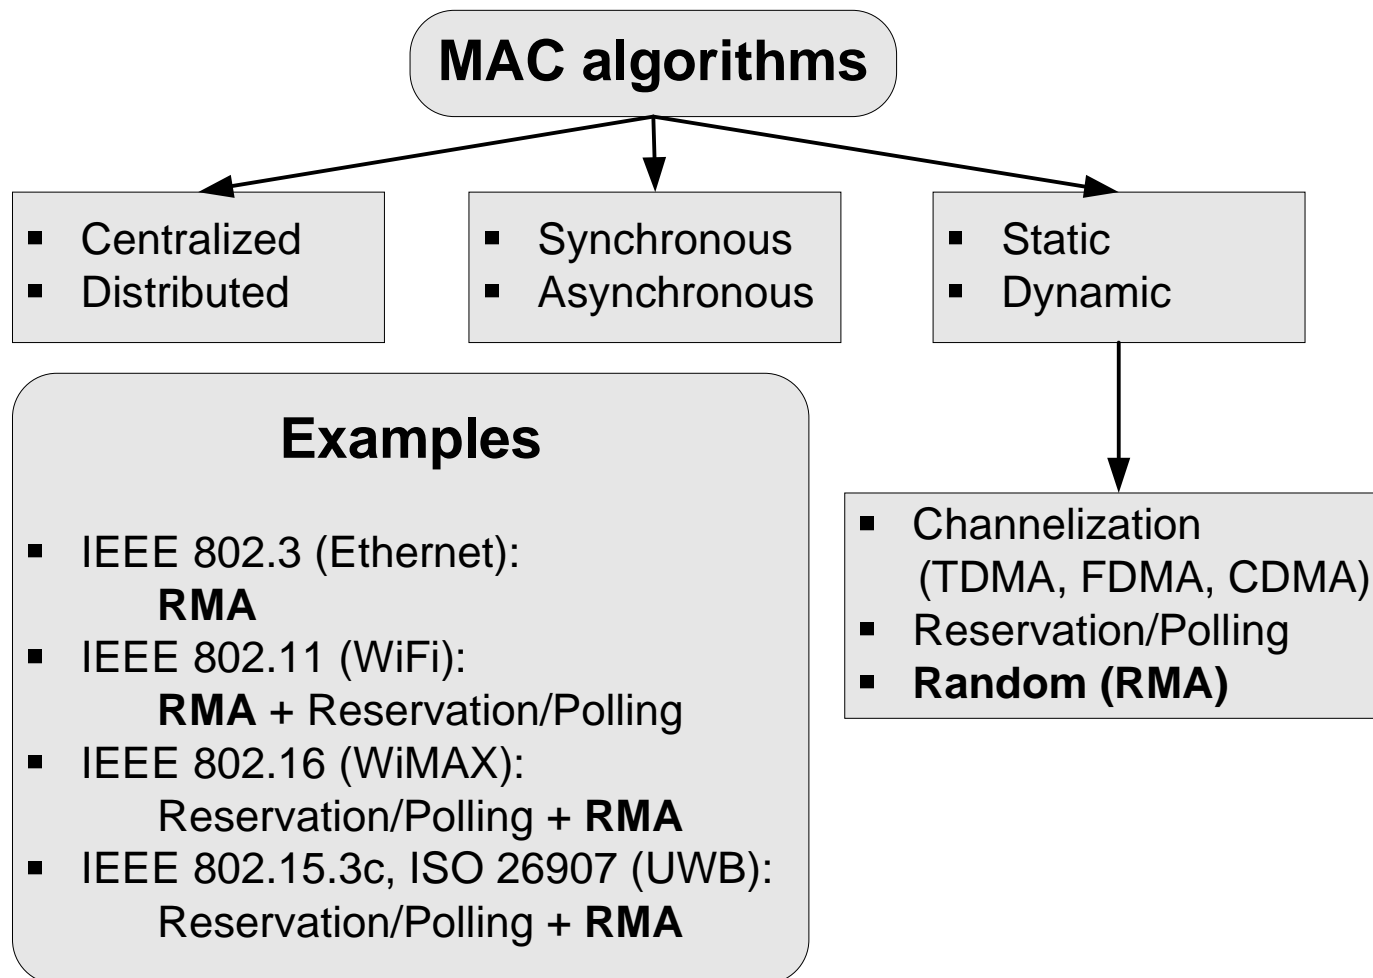 MAC algorithms
▪ Centralized
▪ Distributed
▪ Synchronous
▪ Asynchronous
▪ Static
▪ Dynamic
Examples
▪ IEEE 802.3 (Ethernet):
RMA
▪ IEEE 802.11 (WiFi):
RMA + Reservation/Polling
▪ IEEE 802.16 (WiMAX):
Reservation/Polling + RMA
▪ IEEE 802.15.3c, ISO 26907 (UWB):
Reservation/Polling + RMA
▪ Channelization
(TDMA, FDMA, CDMA)
▪ Reservation/Polling
▪ Random (RMA)